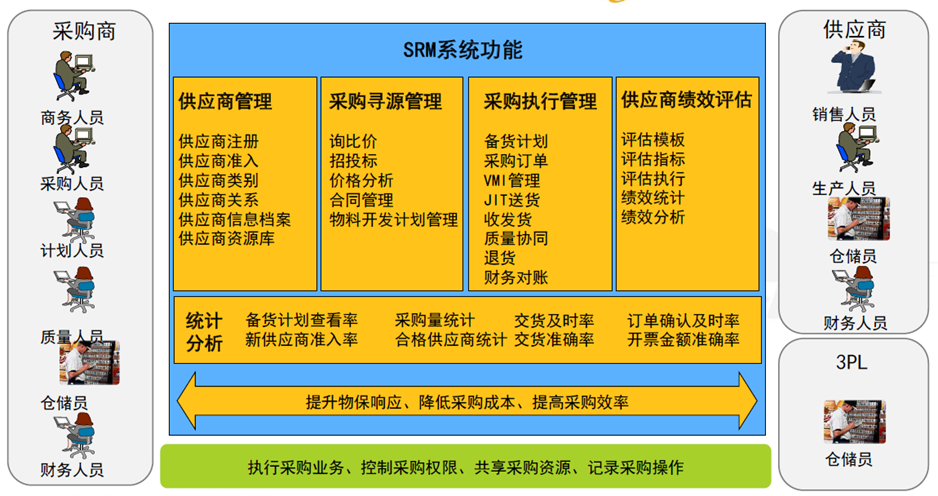 采购商
商务人员
采购人员
计划人员
质量人员
仓储员
财务人员
SRM系统功能
供应商管理
供应商注册
供应商准入
供应商类别
供应商关系
供应商信息档案
供应商资源库
采购寻源管理
询比价
招投标
价格分析
合同管理
物料开发计划管理
采购执行管理
备货计划
采购订单
VMI管理
JIT送货
收发货
质量协同
退货
财务对账
供应商绩效评估
评估模板
评估指标
评估执行
绩效统计
绩效分析
统计
分析
备货计划查看率 采购量统计 交货及时率 订单确认及时率
新供应商准入率 合格供应商统计 交货准确率 开票金额准确率
提升物保响应、降低采购成本、提高采购效率
执行采购业务、控制采购权限、共享采购资源、记录采购操作
供应商
销售人员
生产人员
仓储员
财务人员
3PL
仓储员